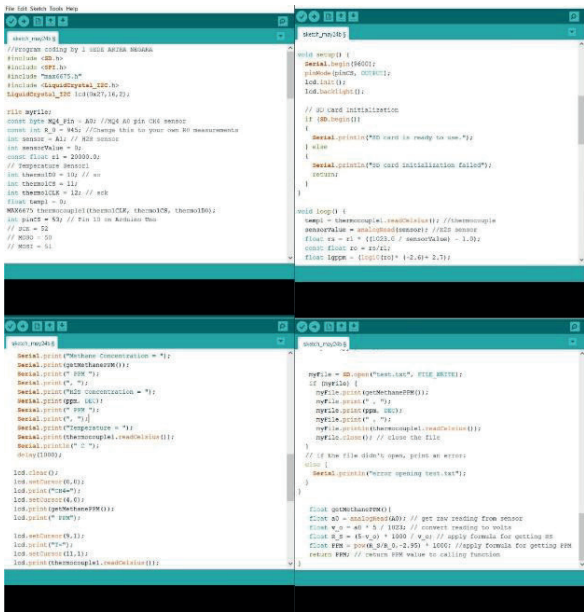 File Edit Sketch Tools Help
sketch_may24b §
//Program coding by I GEDE ARIMA NEGARA
#include <SD.h>
#include <SPI.h>
#include "max6675.h"
#include <LiquidCrystal_I2C.h>
LiquidCrystal_I2C lcd(0x27,16,2);
File myFile;
const byte MQ4_Pin = A0; //MQ4 A0 pin CH4 sensor
const int R_0 = 945; //Change this to your own R0 measurements
int sensor = A1; // H2S sensor
int sensorValue = 0;
const float r1 = 20000.0;
// Temperature Sensor1
int thermo1DO = 10; // so
int thermo1CS = 11;
int thermo1CLK = 12; // sck
float temp1 = 0;
MAX6675 thermocouple1(thermo1CLK, thermo1CS, thermo1DO);
int pinCS = 53; // Pin 10 on Arduino Uno
// SCK = 52
// MISO = 50
// MOSI = 51
sketch_may24b §
void setup() {
Serial.begin(9600);
pinMode(pinCS, OUTPUT);
lcd.init();
lcd.backlight();
// SD Card Initialization
if (SD.begin())
{
Serial.println("SD card is ready to use.");
} else
{
Serial.println("SD card initialization failed");
return;
}
}
void loop() {
temp1 = thermocouple1.readCelsius(); //thermocouple
sensorValue = analogRead(sensor); //H2S sensor
float rs = r1 * ((1023.0 / sensorValue) - 1.0);
const float ro = rs/r1;
float lgppm = (log10(ro)* (-2.6)+ 2.7);
sketch_may24b §
Serial.print("Methane Concentration = ");
Serial.print(getMethanePPM());
Serial.print(" PPM ");
Serial.print(", ");
Serial.print("H2S Concentration = ");
Serial.print(ppm, DEC);
Serial.print(" PPM ");
Serial.print(", ");
Serial.print("Temperature = ");
Serial.print(thermocouple1.readCelsius());
Serial.println(" C ");
delay(1000);
lcd.clear();
lcd.setCursor(0,0);
lcd.print("CH4=");
lcd.setCursor(4,0);
lcd.print(getMethanePPM());
lcd.print(" PPM");
lcd.setCursor(9,1);
lcd.print("T=");
lcd.setCursor(11,1);
lcd.print(thermocouple1.readCelsius());
sketch_may24b §
myFile = SD.open("test.txt", FILE_WRITE);
if (myFile) {
myFile.print(getMethanePPM());
myFile.print(" , ");
myFile.print(ppm, DEC);
myFile.print(" , ");
myFile.println(thermocouple1.readCelsius());
myFile.close(); // close the file
}
// if the file didn't open, print an error:
else {
Serial.println("error opening test.txt");
}
}
float getMethanePPM(){
float a0 = analogRead(A0); // get raw reading from sensor
float v_o = a0 * 5 / 1023; // convert reading to volts
float R_S = (5-v_o) * 1000 / v_o; // apply formula for getting RS
float PPM = pow(R_S/R_0,-2.95) * 1000; //apply formula for getting PPM
return PPM; // return PPM value to calling function
}